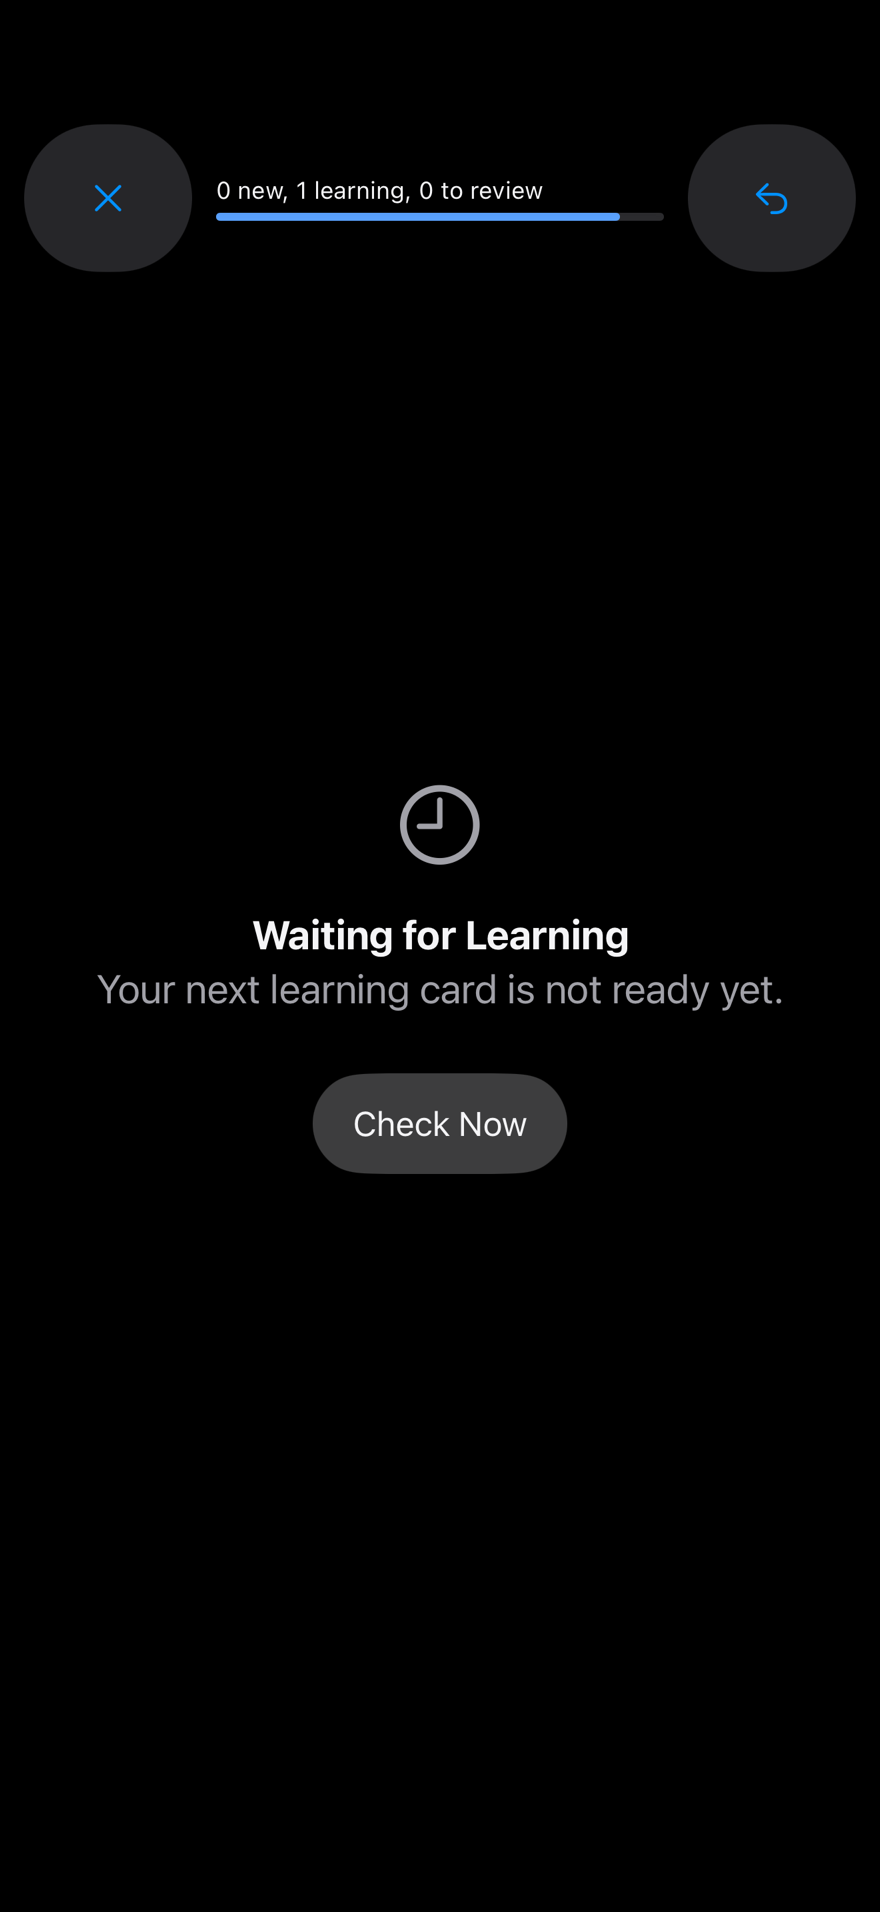 0 new, 1 learning, 0 to review
Waiting for Learning
Your next learning card is not ready yet.
Check Now